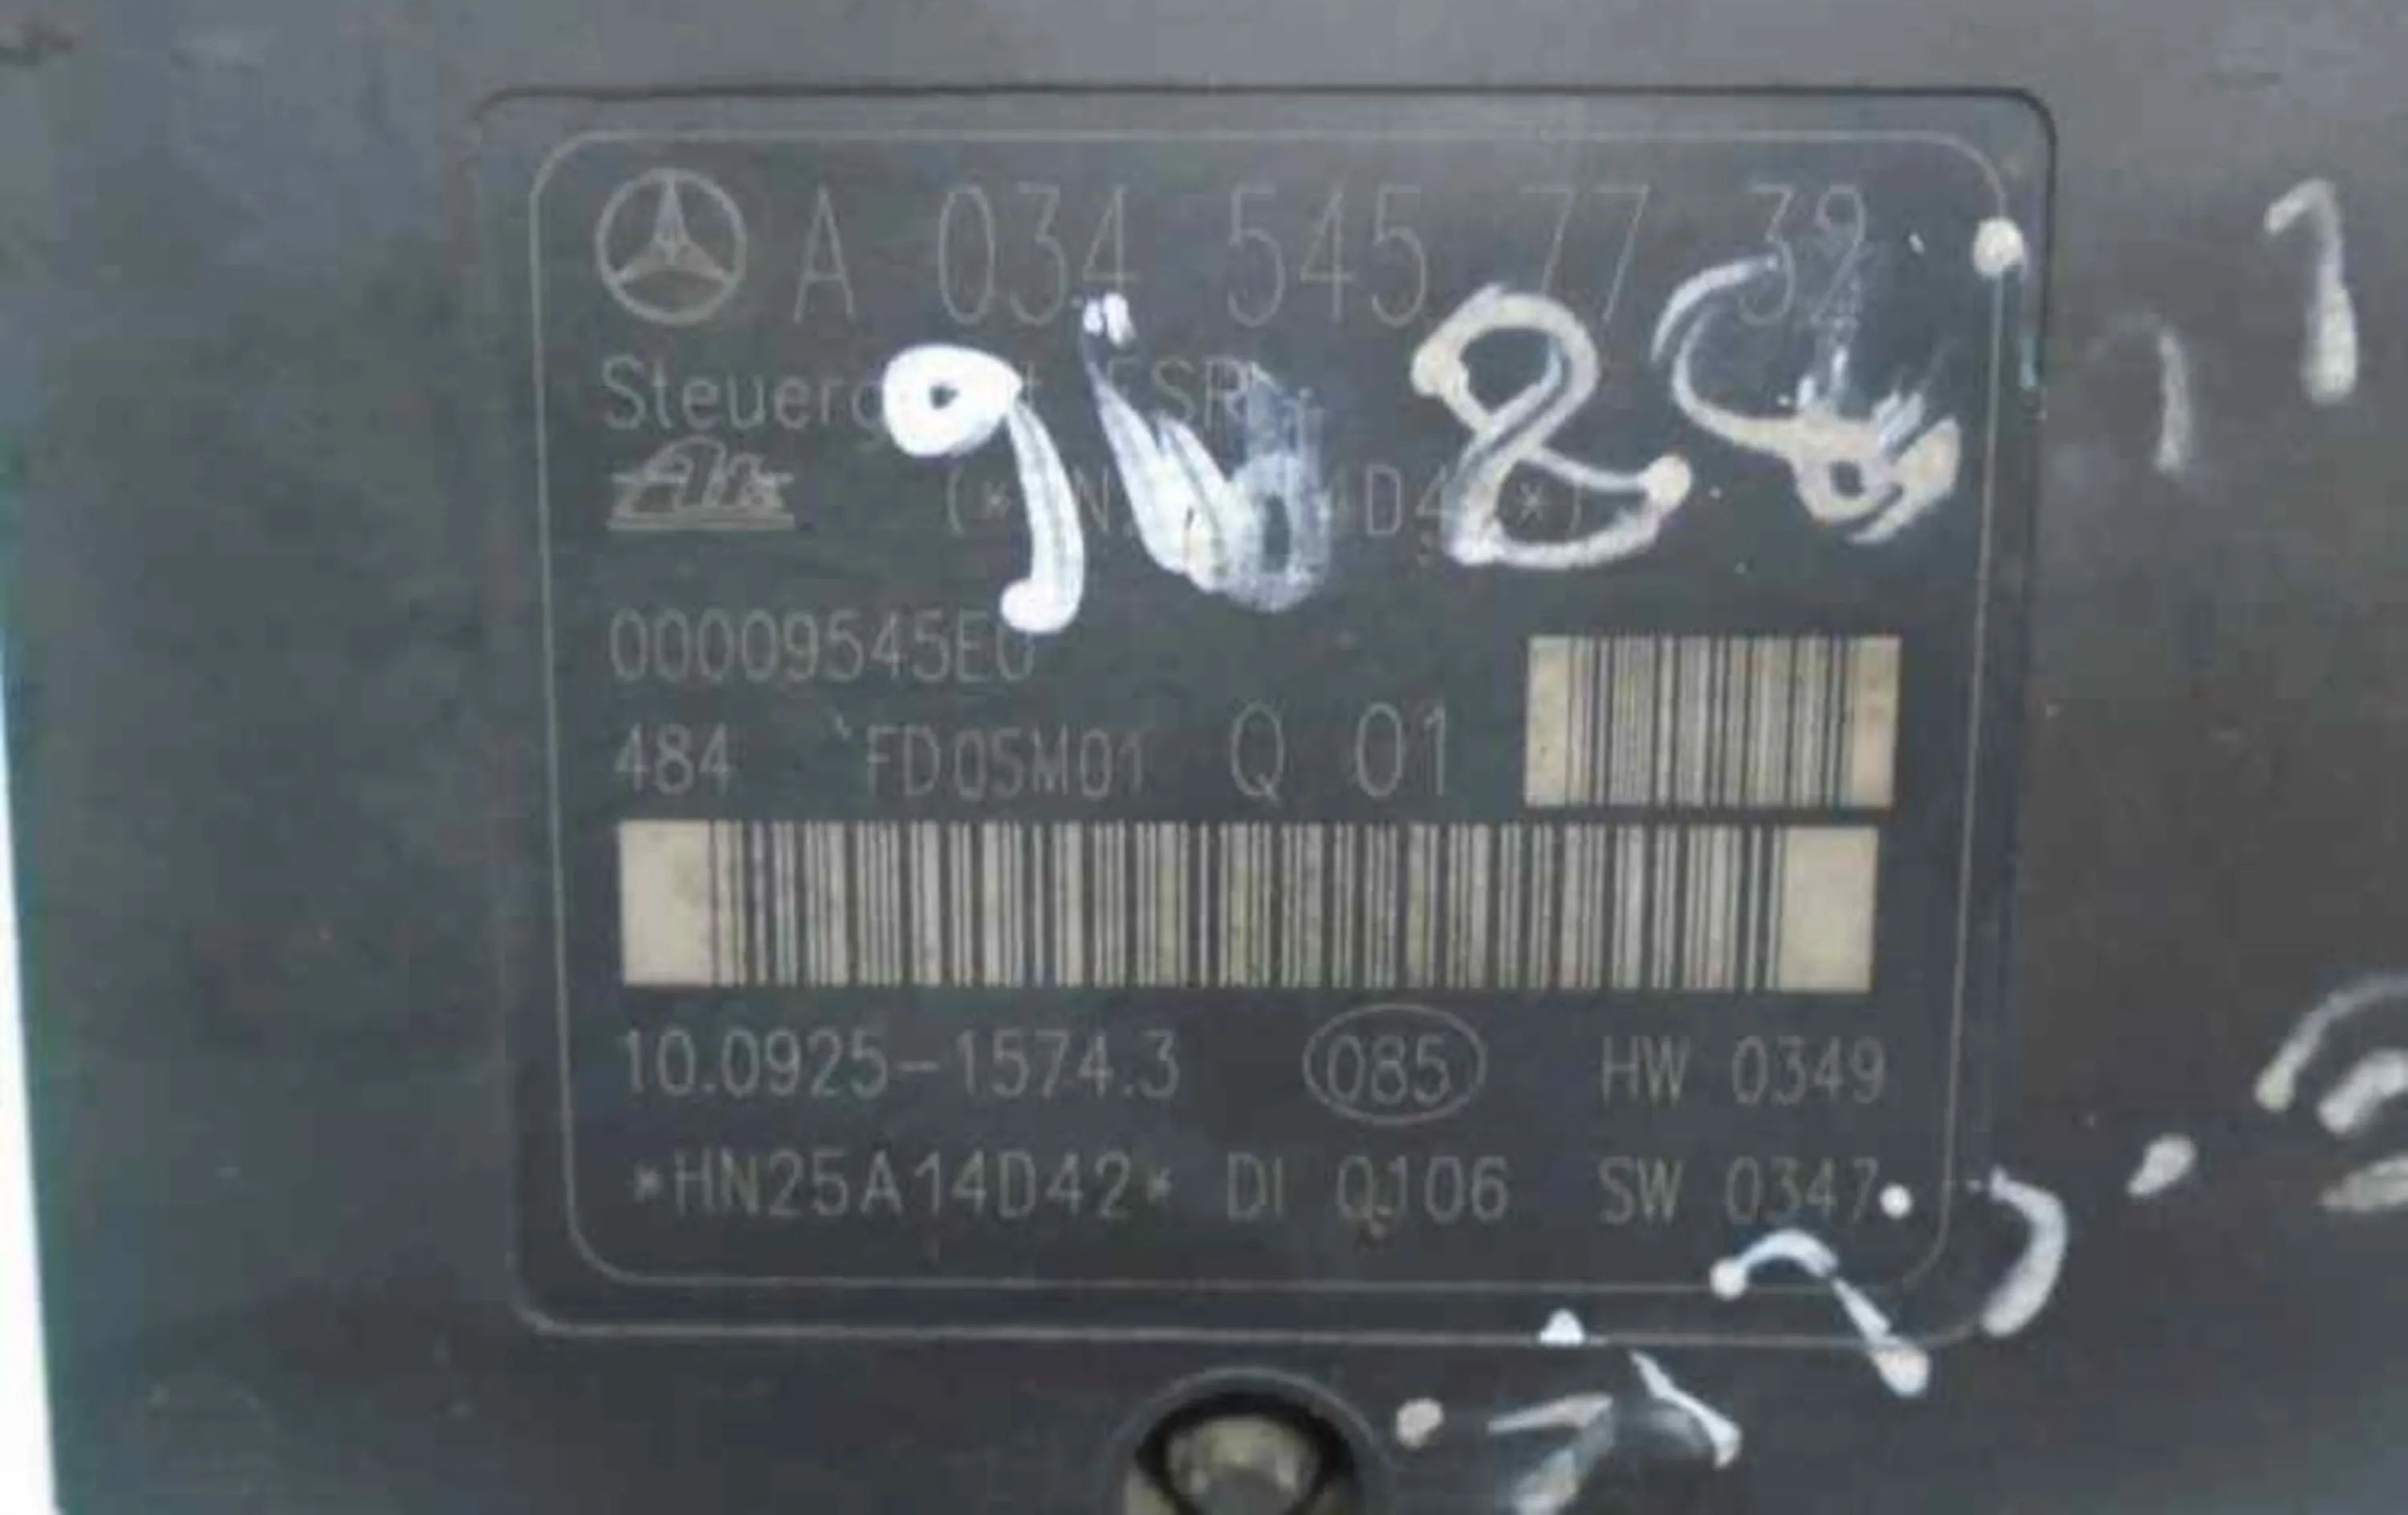 A 034 545 77 32
Ate
00009545E0
484 FD05M01 Q 01
10.0925-1574.3 085 HW 0349
*HN25A14D42* DI Q106 SW 0347